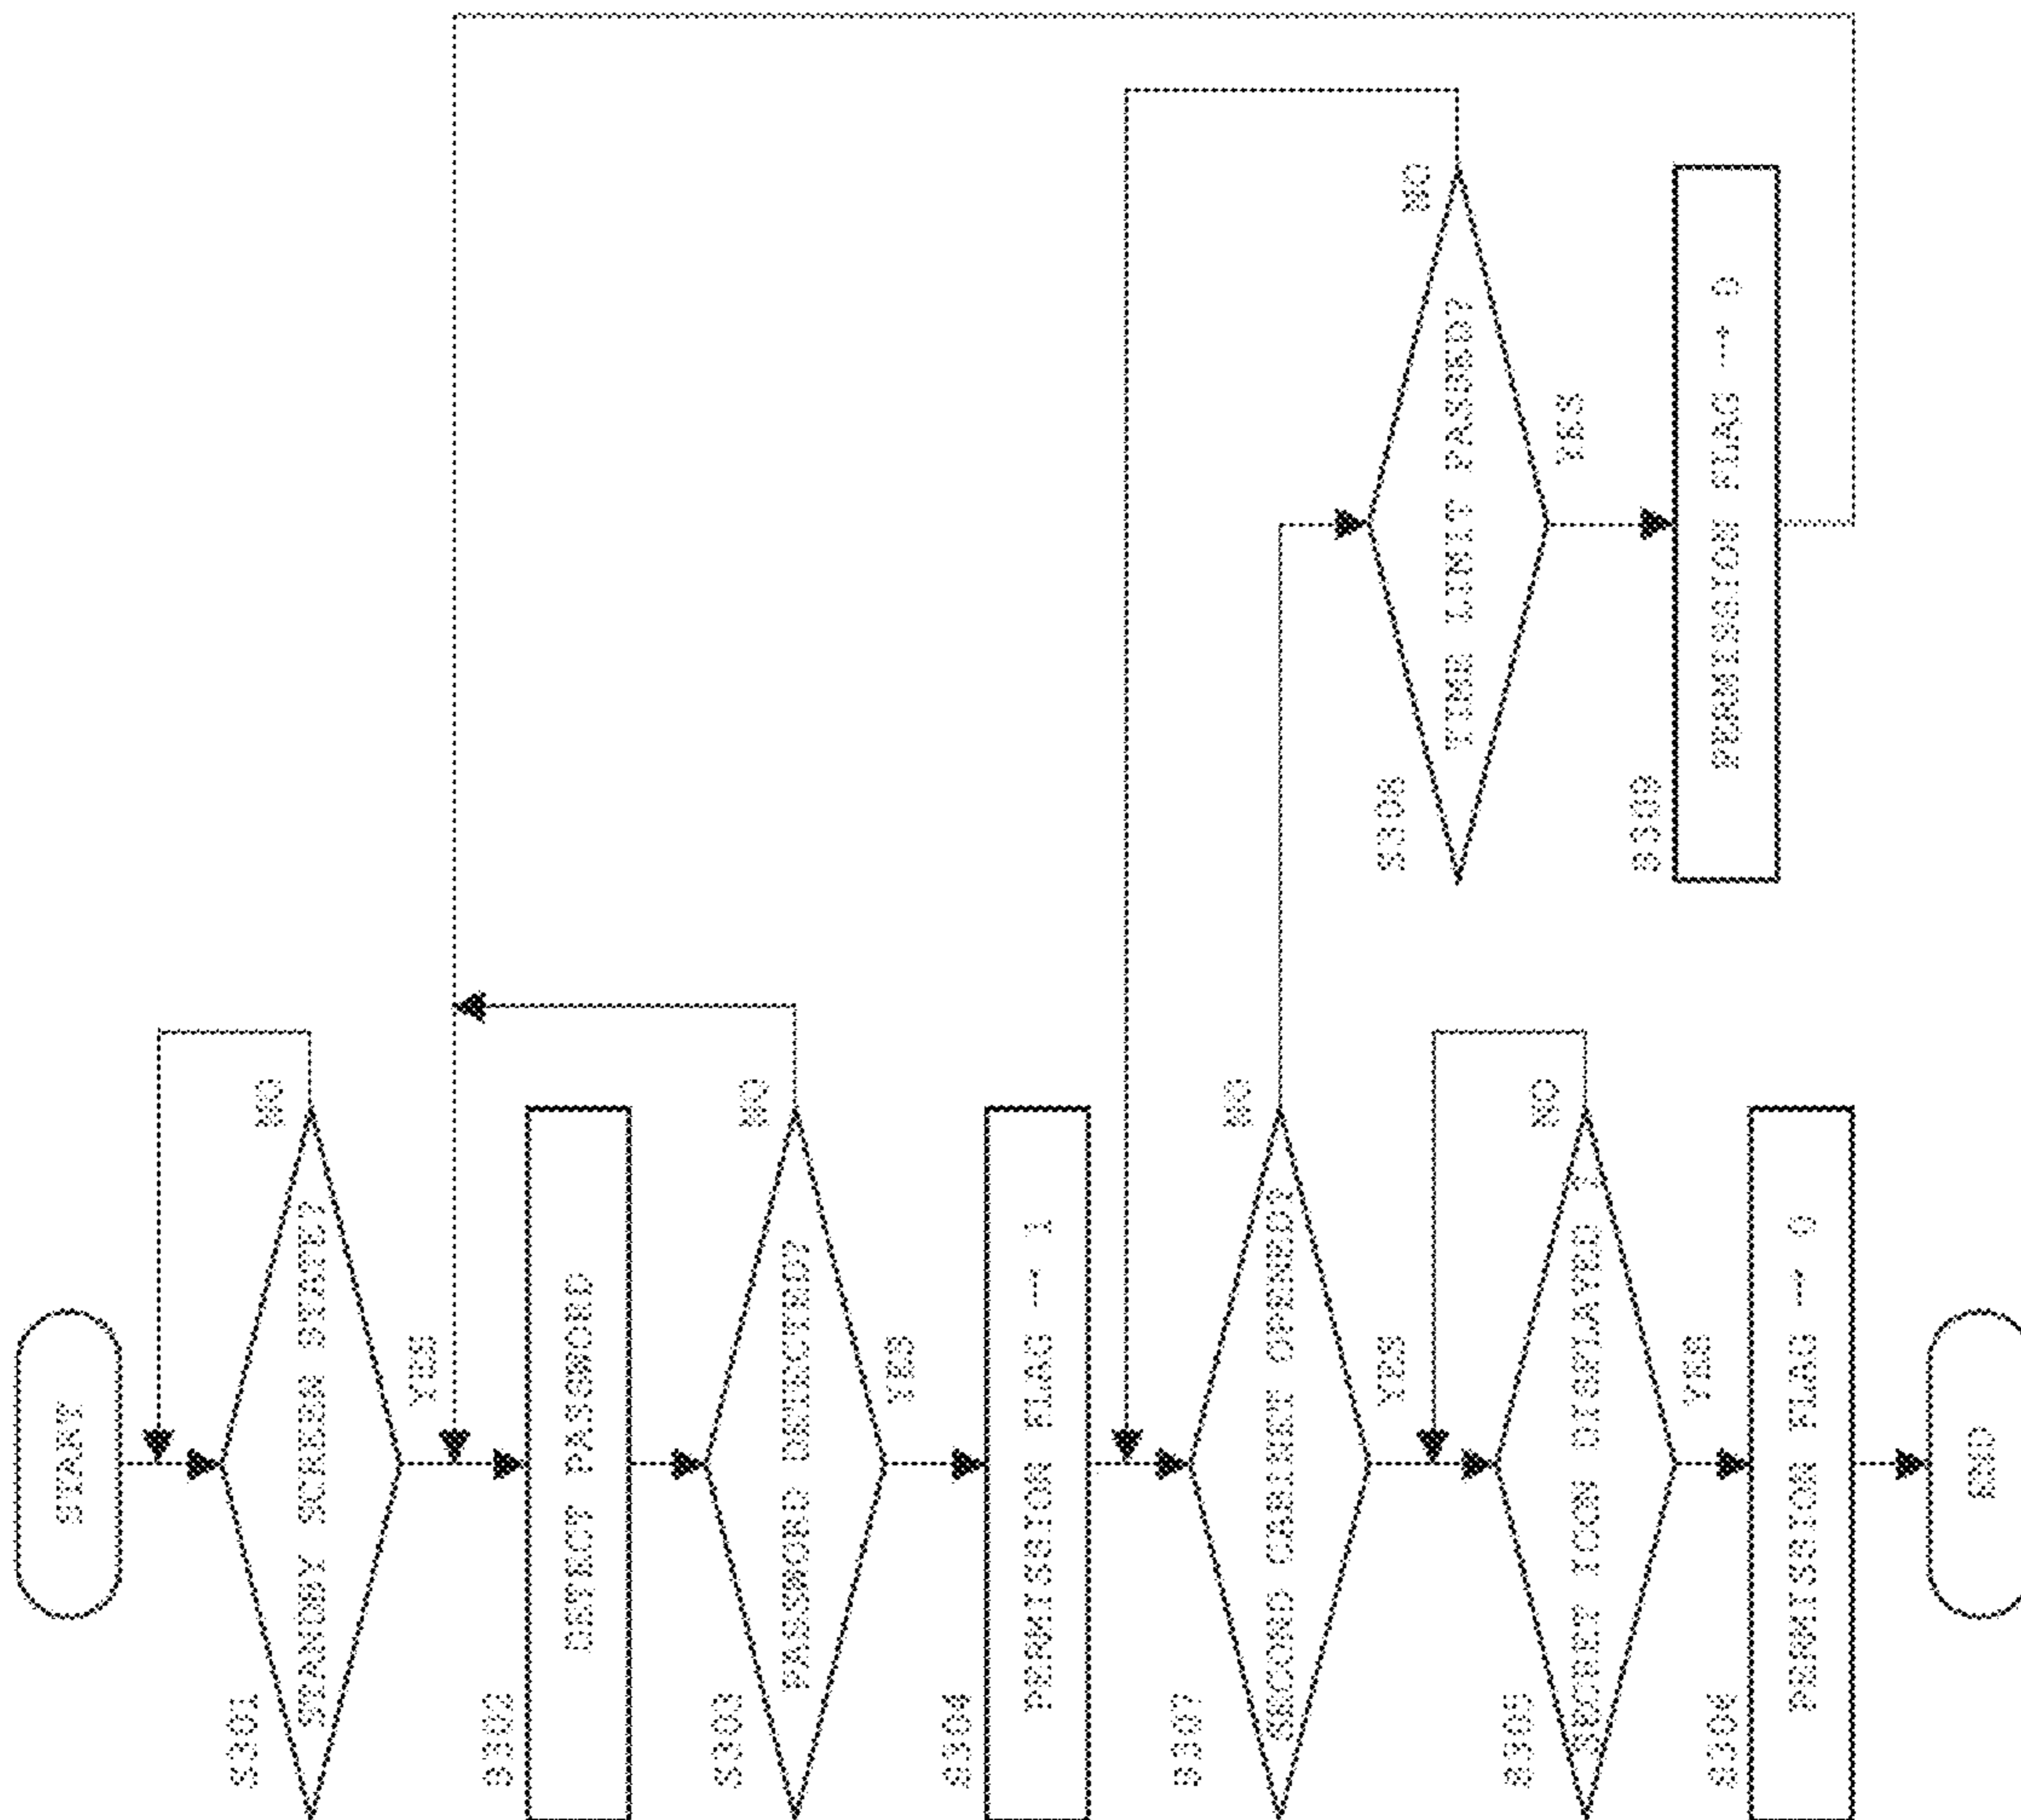 START
S301
STANDBY SCREEN STATE?
NO
YES
S302
DETECT PASSWORD
S303
PASSWORD DETECTED?
NO
YES
S304
PERMISSION FLAG → 1
S307
SECOND CABINET OPENED?
NO
YES
S308
TIME LIMIT PASSED?
NO
YES
S309
PERMISSION FLAG → 0
S305
SECRET ICON DISPLAYED ?
NO
YES
S306
PERMISSION FLAG → 0
END